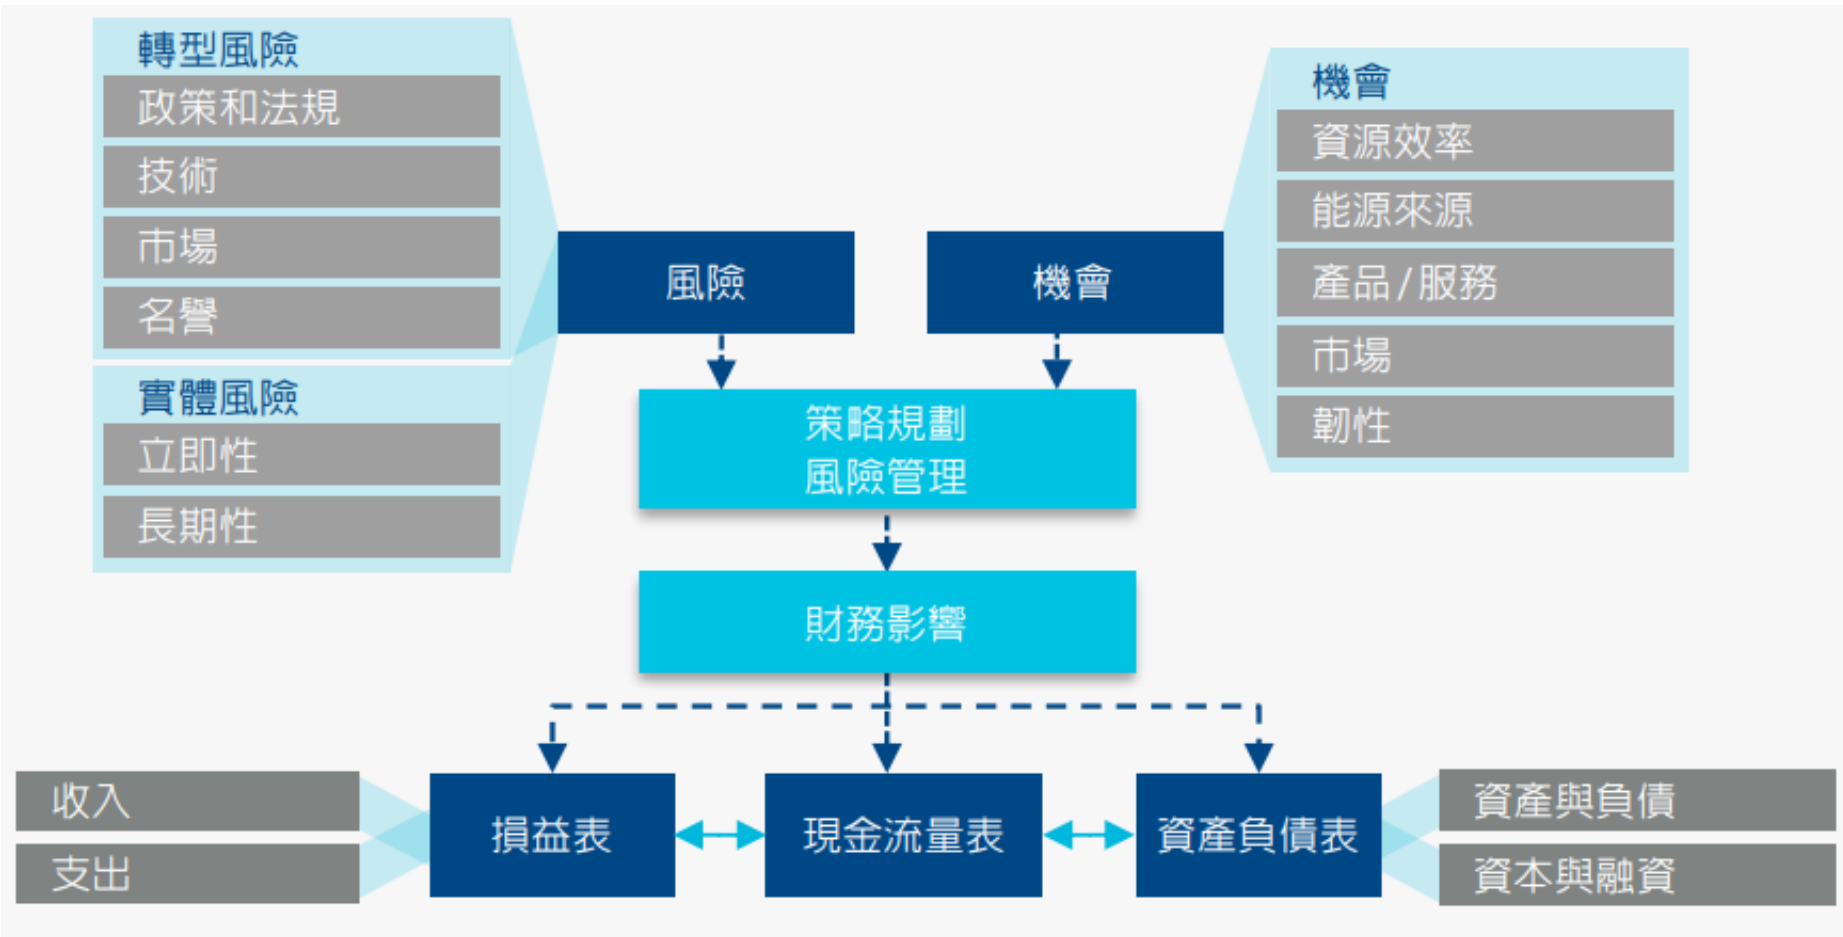 轉型風險
政策和法規
技術
市場
名譽
實體風險
立即性
長期性
風險
機會
機會
資源效率
能源來源
產品/服務
市場
韌性
策略規劃
風險管理
財務影響
收入
支出
損益表
現金流量表
資產負債表
資產與負債
資本與融資